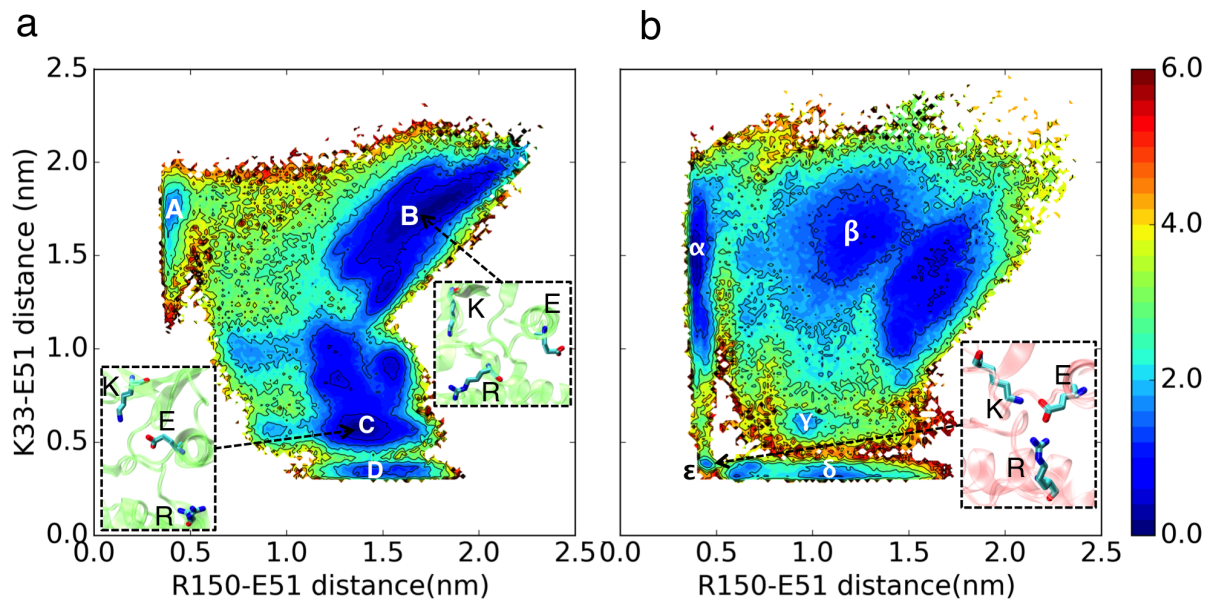 a
b
2.5
2.0
1.5
1.0
0.5
0.0
K33-E51 distance (nm)
A
B
C
D
K
E
R
K
E
R
0.0 0.5 1.0 1.5 2.0 2.5
R150-E51 distance(nm)
α
β
γ
ε
δ
K
E
R
0.5 1.0 1.5 2.0 2.5
R150-E51 distance(nm)
6.0
4.0
2.0
0.0